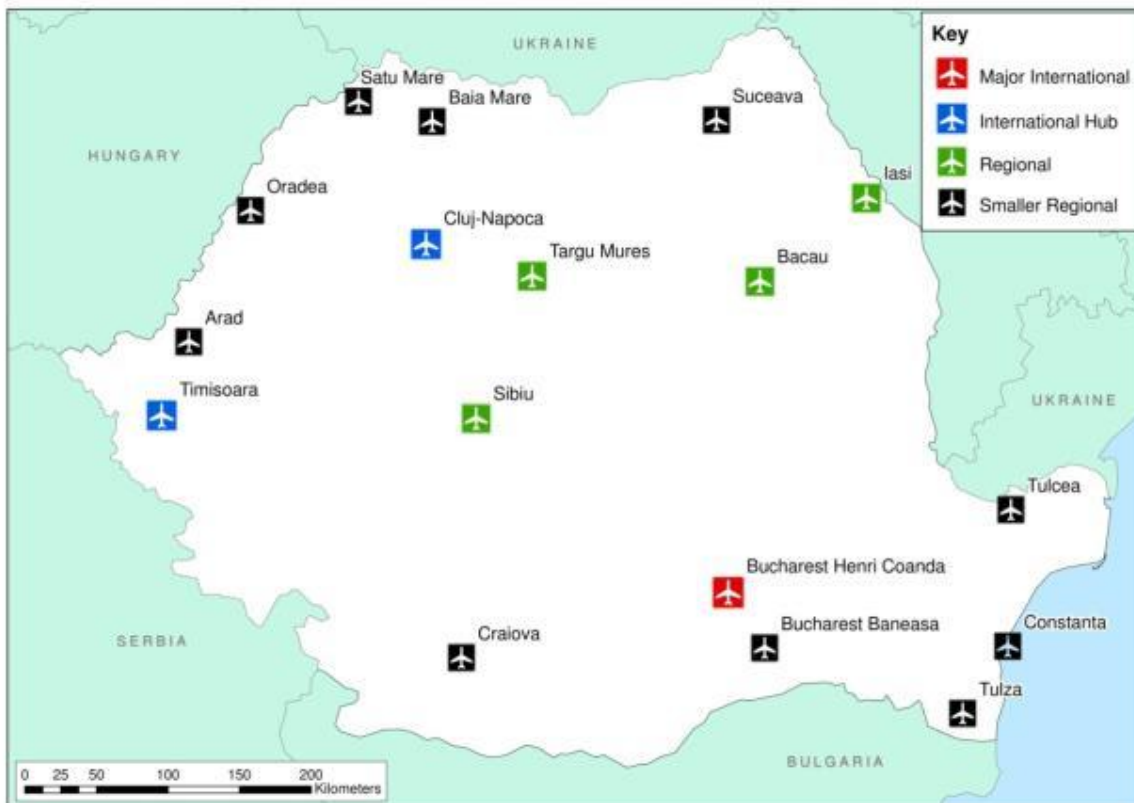 UKRAINE
Key
Major International
International Hub
Regional
Smaller Regional
Satu Mare
Baia Mare
Suceava
HUNGARY
Oradea
Iasi
Cluj-Napoca
Targu Mures
Bacau
Arad
Timisoara
Sibiu
UKRAINE
Tulcea
Bucharest Henri Coanda
Bucharest Baneasa
Constanta
Craiova
SERBIA
Tulza
BULGARIA
0 25 50 100 150 200
Kilometers